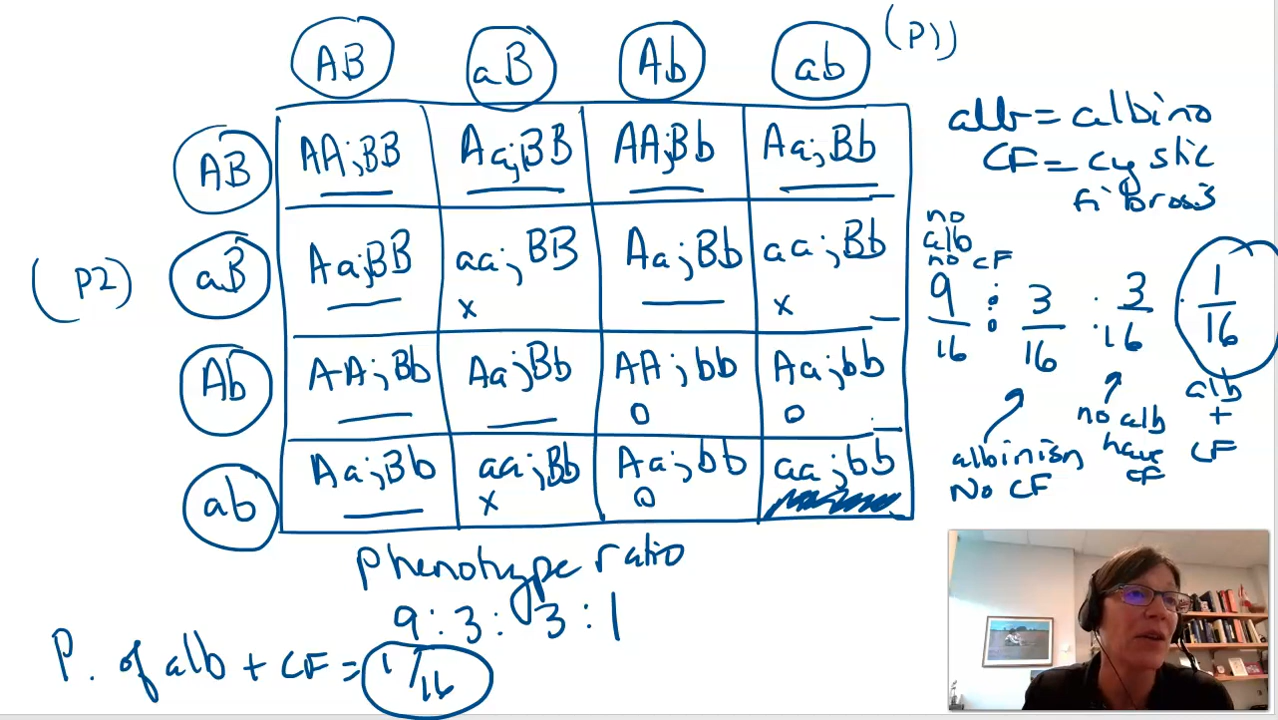 AB aB Ab ab (P1)
AB AA;BB Aa;BB AA;Bb Aa;Bb
alb = albino
CF = cystic
fibrosis
(P2) aB Aa;BB aa;BB Aa;Bb aa;Bb
x x
no
alb
no CF
9/16 : 3/16 : 3/16 : 1/16
Ab AA;Bb Aa;Bb AA;bb Aa;bb
O O
albinism
No CF
no alb
have
CF
alb
+
CF
ab Aa;Bb aa;Bb Aa;bb aa;bb
x O
phenotype ratio
9:3:3:1
P. of alb + CF = 1/16